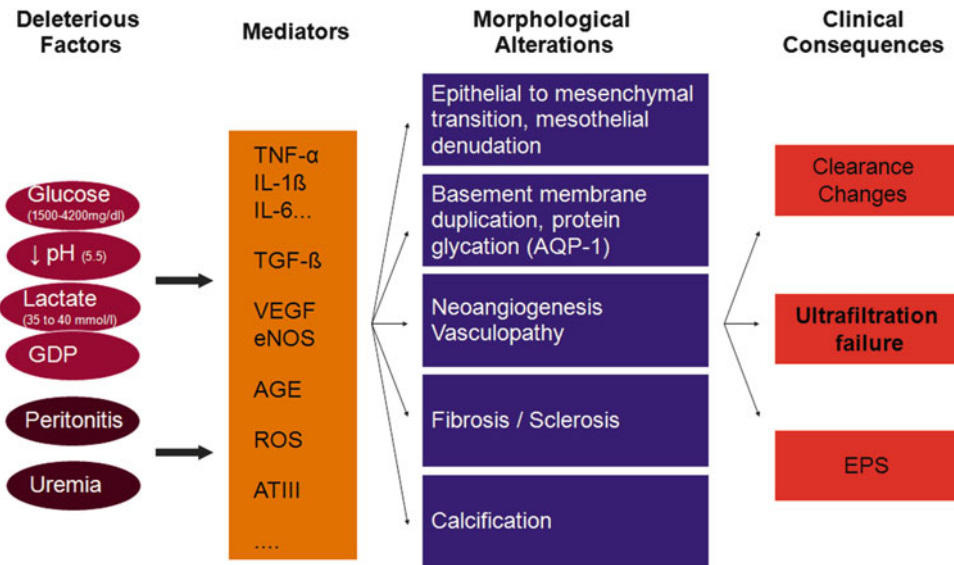 Deleterious
Factors
Mediators
Morphological
Alterations
Clinical
Consequences
Glucose
(1500-4200mg/dl)
↓ pH (5.5)
Lactate
(35 to 40 mmol/l)
GDP
Peritonitis
Uremia
TNF-α
IL-1ß
IL-6...
TGF-ß
VEGF
eNOS
AGE
ROS
ATIII
....
Epithelial to mesenchymal
transition, mesothelial
denudation
Basement membrane
duplication, protein
glycation (AQP-1)
Neoangiogenesis
Vasculopathy
Fibrosis / Sclerosis
Calcification
Clearance
Changes
Ultrafiltration
failure
EPS